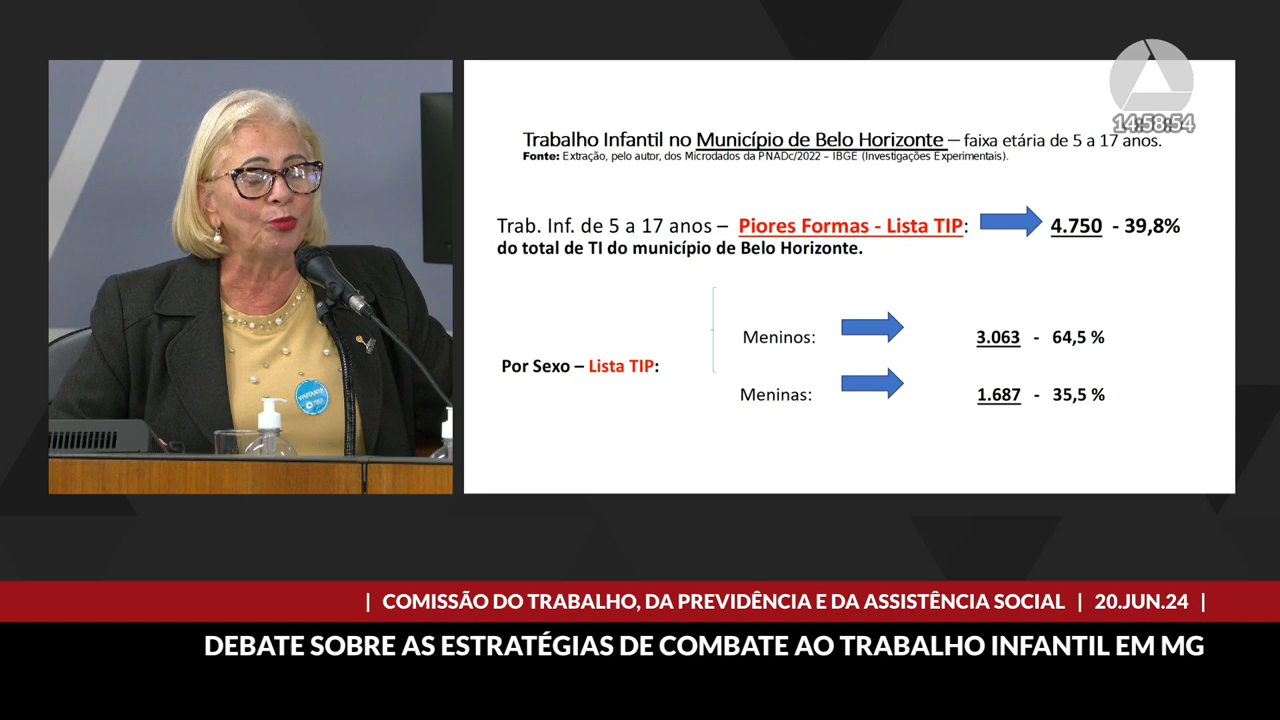 14:58:54
Trabalho Infantil no Município de Belo Horizonte – faixa etária de 5 a 17 anos.
Fonte: Extração, pelo autor, dos Microdados da PNADc/2022 – IBGE (Investigações Experimentais).
Trab. Inf. de 5 a 17 anos – Piores Formas - Lista TIP: 4.750 - 39,8%
do total de TI do município de Belo Horizonte.
Meninos: 3.063 - 64,5 %
Por Sexo – Lista TIP:
Meninas: 1.687 - 35,5 %
VISITANTE
| COMISSÃO DO TRABALHO, DA PREVIDÊNCIA E DA ASSISTÊNCIA SOCIAL | 20.JUN.24 |
DEBATE SOBRE AS ESTRATÉGIAS DE COMBATE AO TRABALHO INFANTIL EM MG